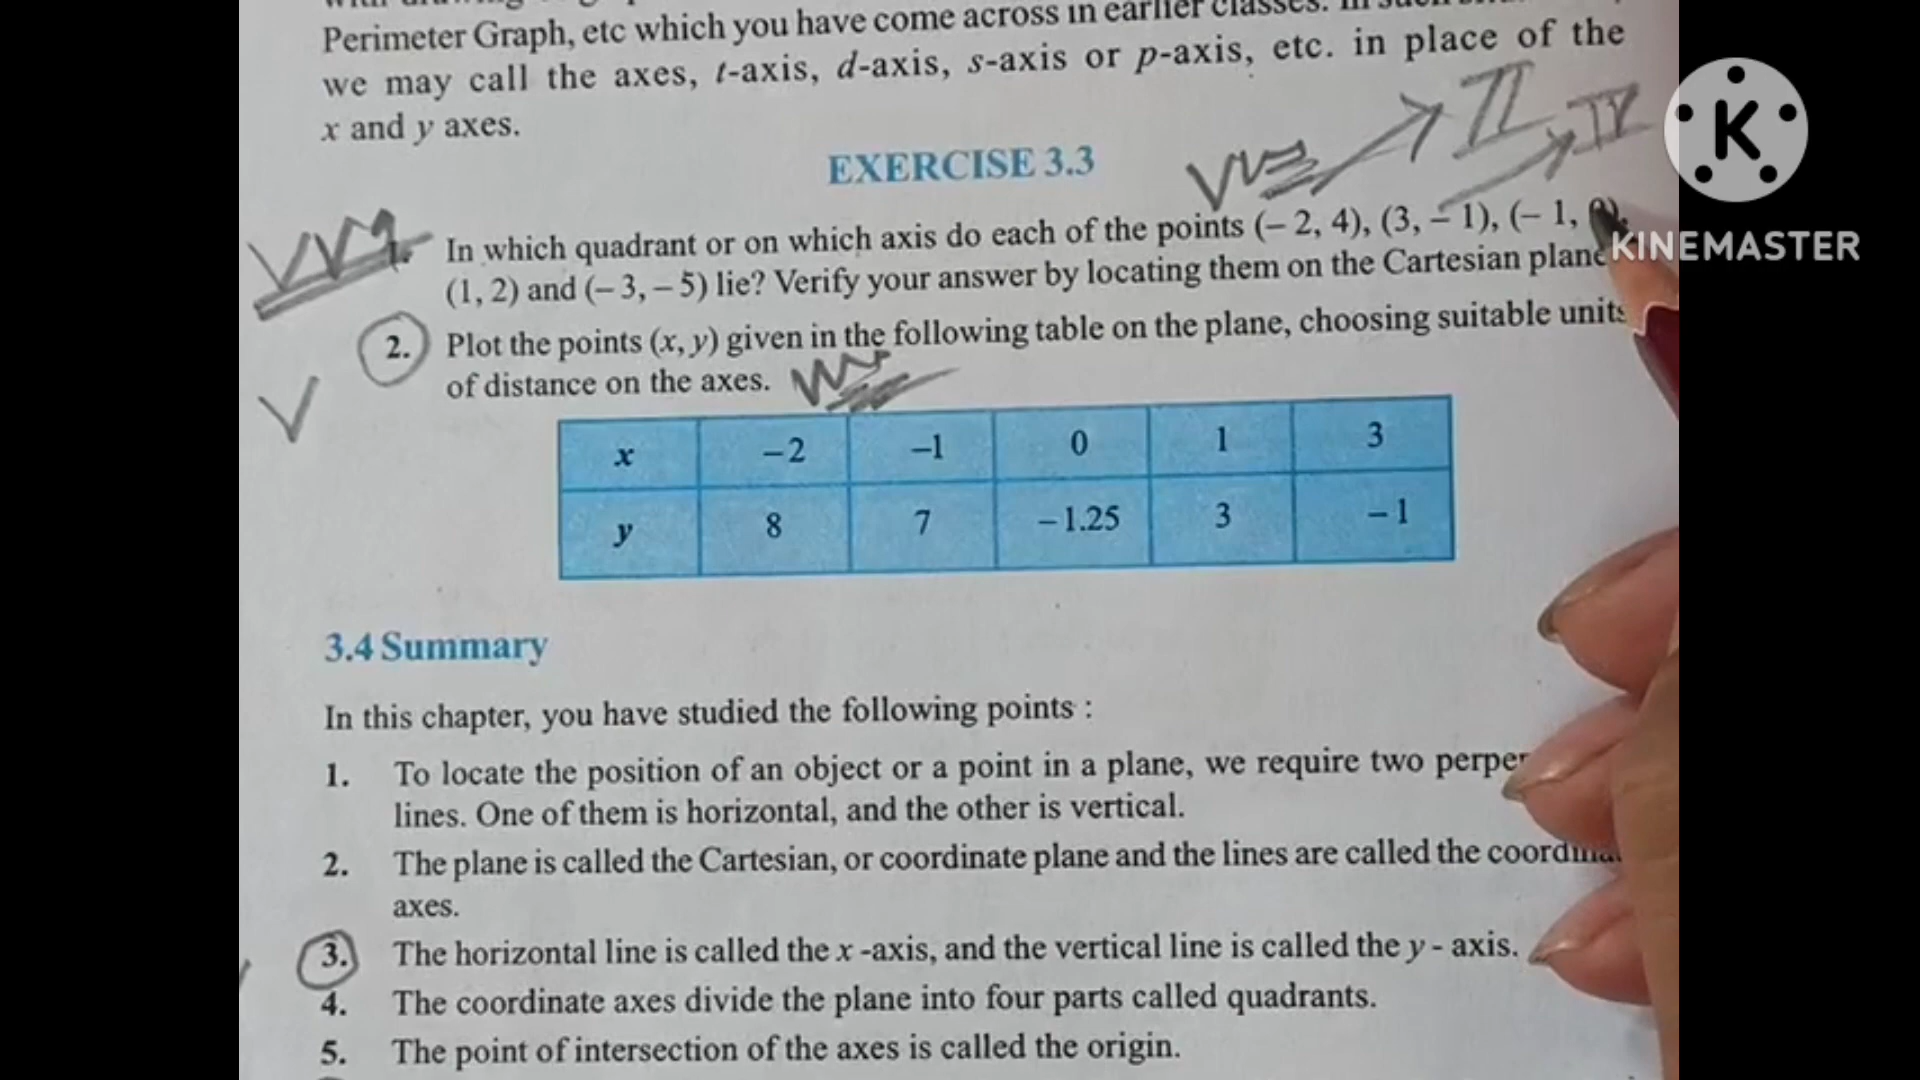 Perimeter Graph, etc which you have come across in earlier classes.
we may call the axes, t-axis, d-axis, s-axis or p-axis, etc. in place of the
x and y axes.
EXERCISE 3.3
II
IV
1. In which quadrant or on which axis do each of the points (– 2, 4), (3, – 1), (– 1, 0),
(1, 2) and (– 3, – 5) lie? Verify your answer by locating them on the Cartesian plane
KINEMASTER
2. Plot the points (x, y) given in the following table on the plane, choosing suitable units
of distance on the axes.
x –2 –1 0 1 3
y 8 7 –1.25 3 –1
3.4 Summary
In this chapter, you have studied the following points :
1. To locate the position of an object or a point in a plane, we require two
lines. One of them is horizontal, and the other is vertical.
2. The plane is called the Cartesian, or coordinate plane and the lines are called the
axes.
3. The horizontal line is called the x -axis, and the vertical line is called the y - axis.
4. The coordinate axes divide the plane into four parts called quadrants.
5. The point of intersection of the axes is called the origin.